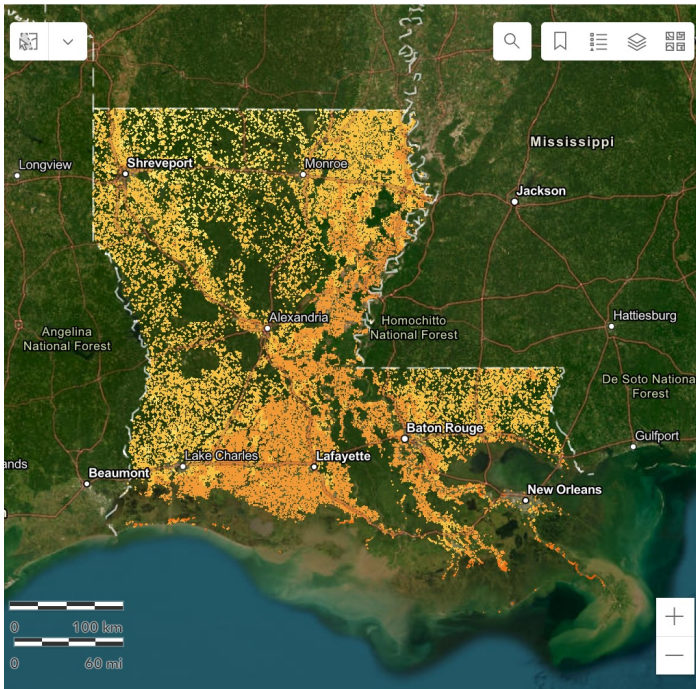 Mississippi
Longview
Shreveport
Monroe
Jackson
Alexandria
Homochitto
National Forest
Hattiesburg
Angelina
National Forest
De Soto Nationa
Forest
Baton Rouge
Gulfport
Lake Charles
Lafayette
ands
Beaumont
New Orleans
0 100 km
0 60 mi